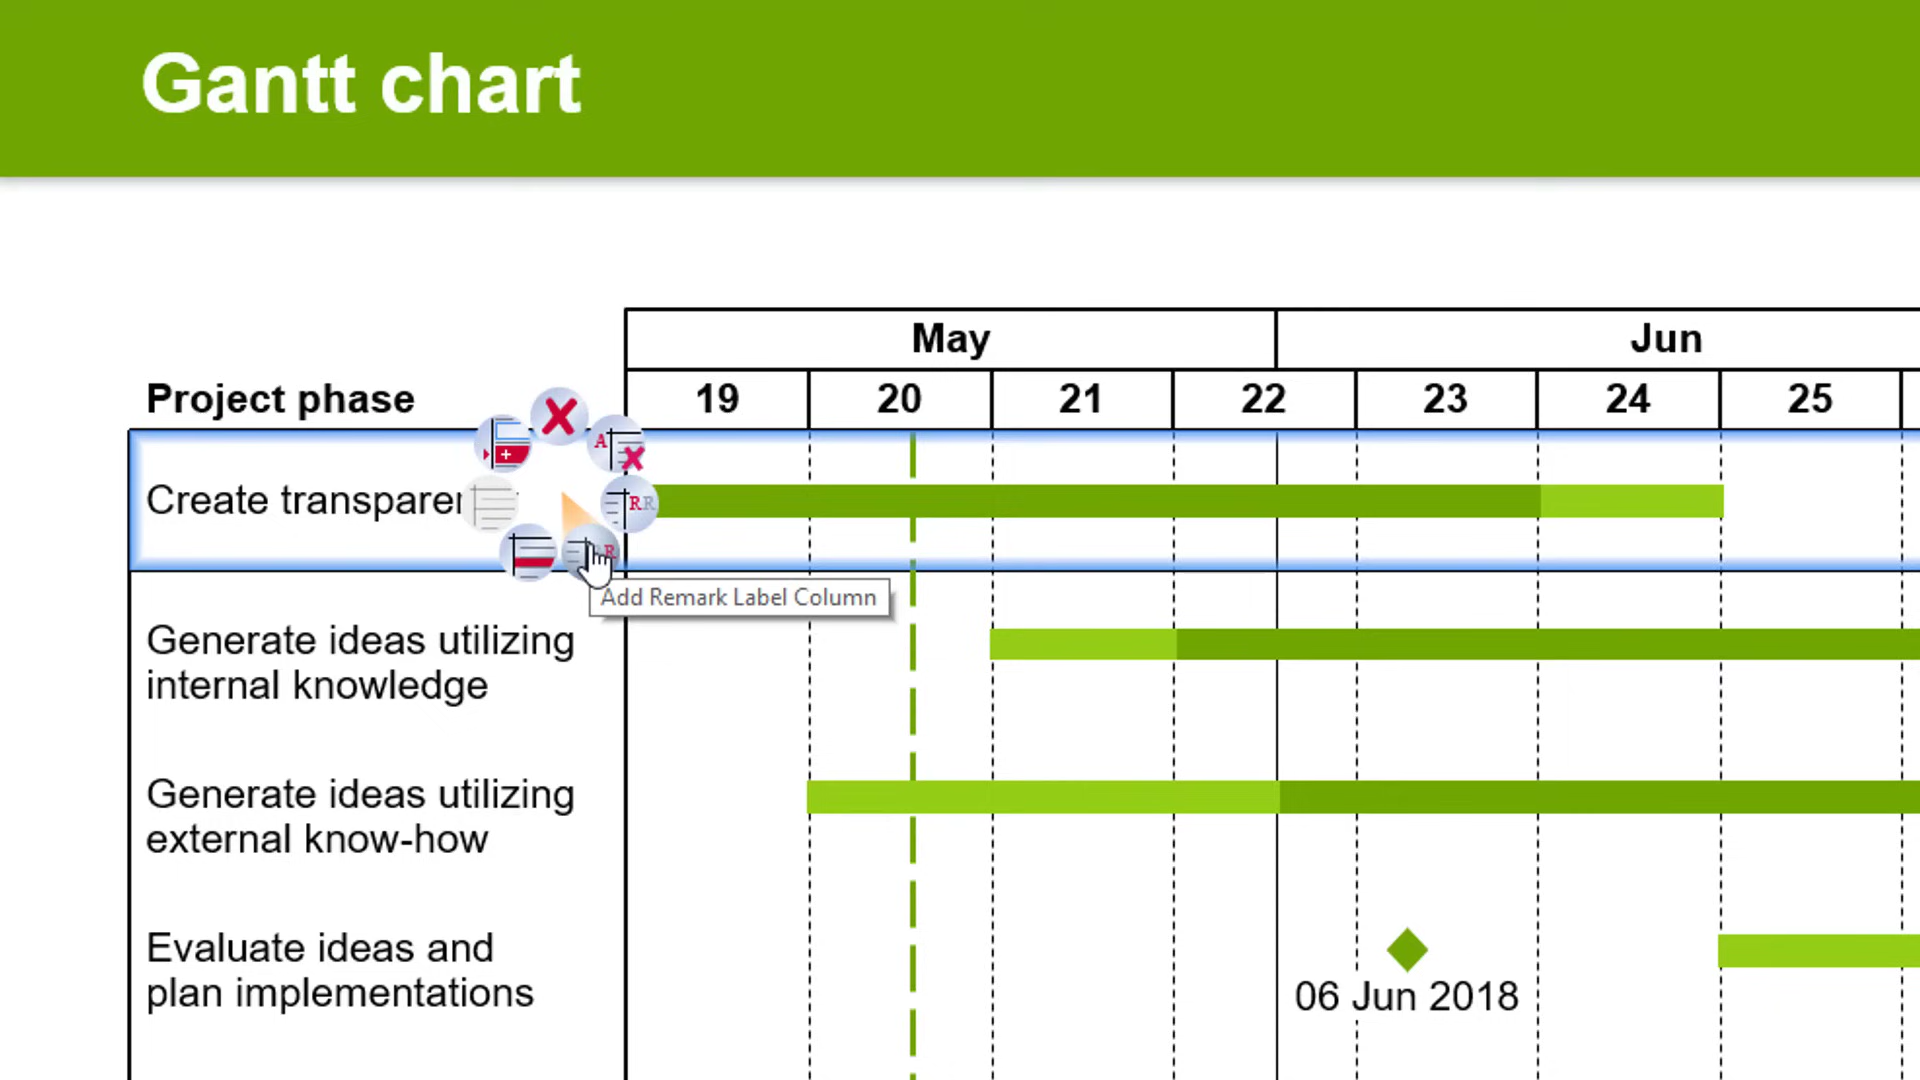 Gantt chart
May Jun
Project phase 19 20 21 22 23 24 25
Create
Add Remark Label Column
Generate ideas utilizing
internal knowledge
Generate ideas utilizing
external know-how
Evaluate ideas and
plan implementations
06 Jun 2018